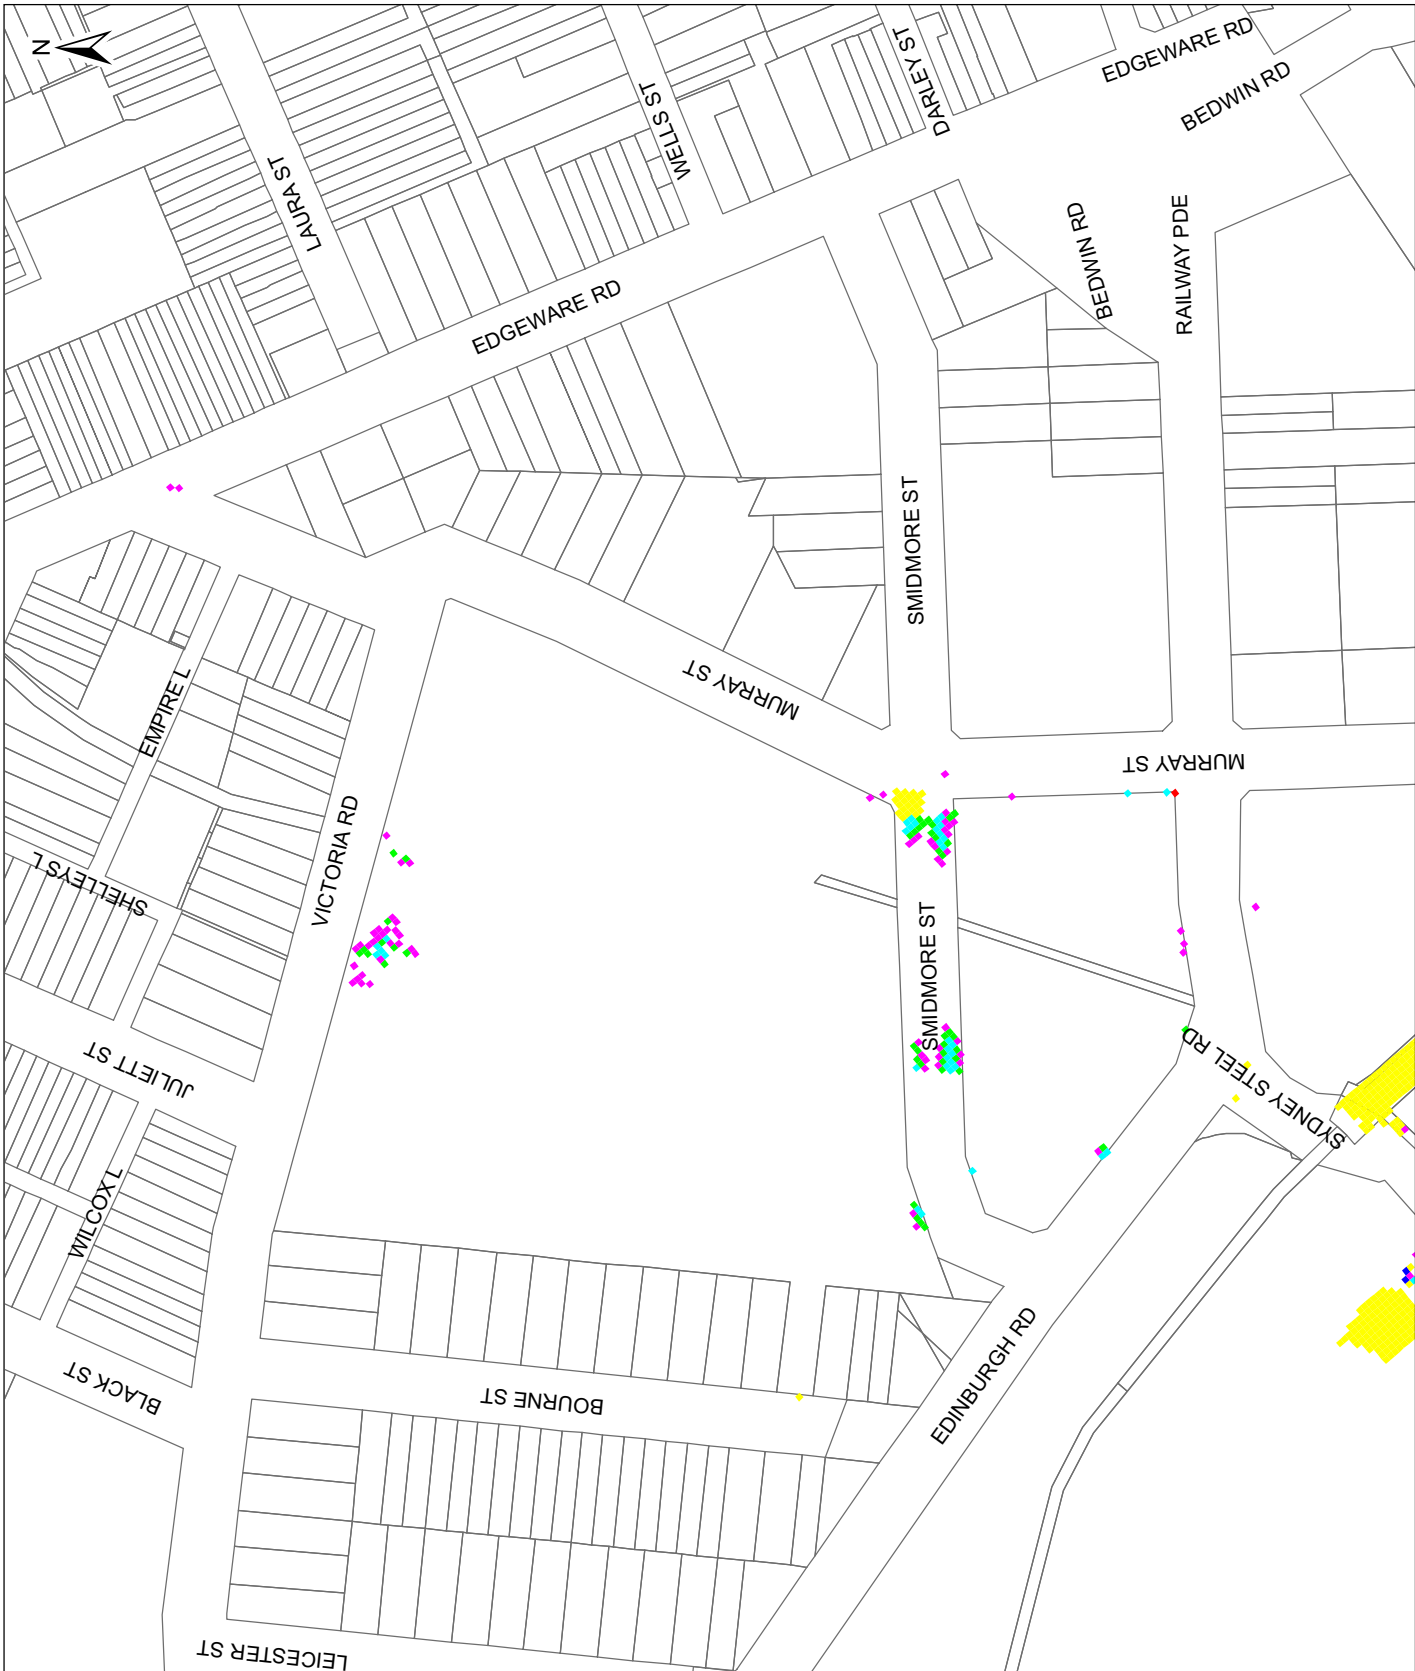 N
LAURA ST
WELLS ST
DARLEY ST
EDGEWARE RD
BEDWIN RD
EDGEWARE RD
BEDWIN RD
RAILWAY PDE
SMIDMORE ST
MURRAY ST
MURRAY ST
EMPIRE L
VICTORIA RD
SHELLEYS L
SMIDMORE ST
JULIETT ST
SYDNEY STEEL RD
WILCOX L
BLACK ST
BOURNE ST
EDINBURGH RD
LEICESTER ST